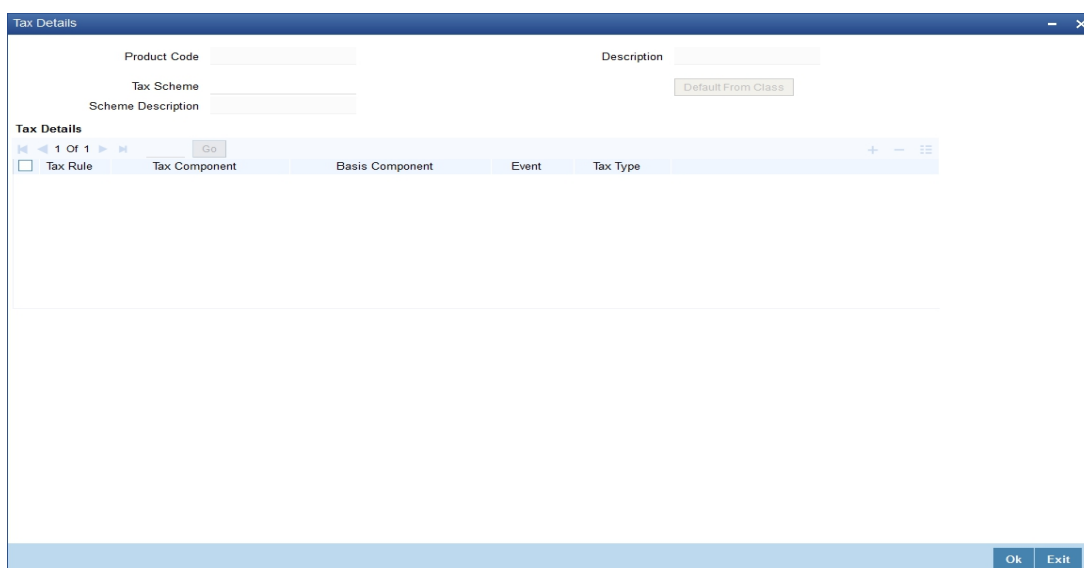 Tax Details
Product Code Description
Tax Scheme Default From Class
Scheme Description
Tax Details
1 Of 1 Go
Tax Rule Tax Component Basis Component Event Tax Type
Ok Exit